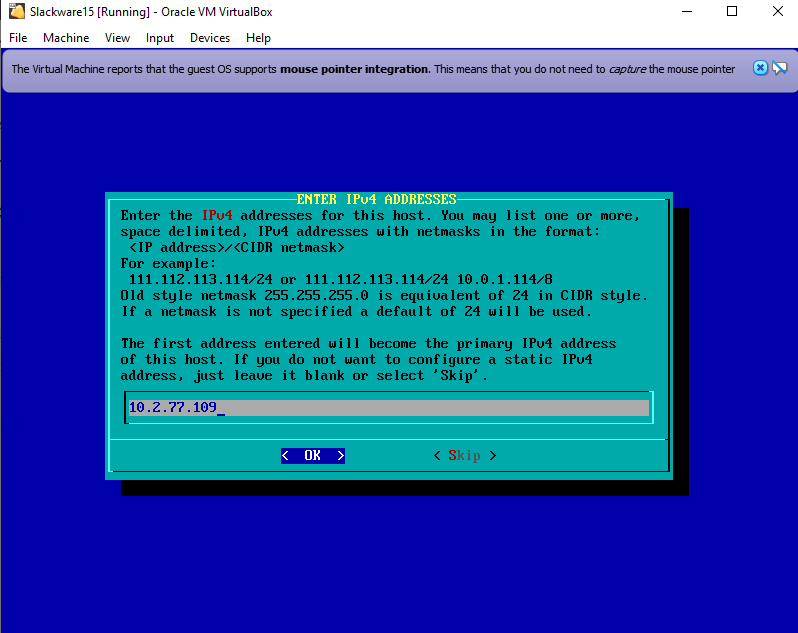 Slackware15 [Running] - Oracle VM VirtualBox
File Machine View Input Devices Help
The Virtual Machine reports that the guest OS supports mouse pointer integration. This means that you do not need to capture the mouse pointer
ENTER IPv4 ADDRESSES
Enter the IPv4 addresses for this host. You may list one or more,
space delimited, IPv4 addresses with netmasks in the format:
<IP address>/<CIDR netmask>
For example:
111.112.113.114/24 or 111.112.113.114/24 10.0.1.114/8
Old style netmask 255.255.255.0 is equivalent of 24 in CIDR style.
If a netmask is not specified a default of 24 will be used.
The first address entered will become the primary IPv4 address
of this host. If you do not want to configure a static IPv4
address, just leave it blank or select 'Skip'.
10.2.77.109_
< OK > < Skip >